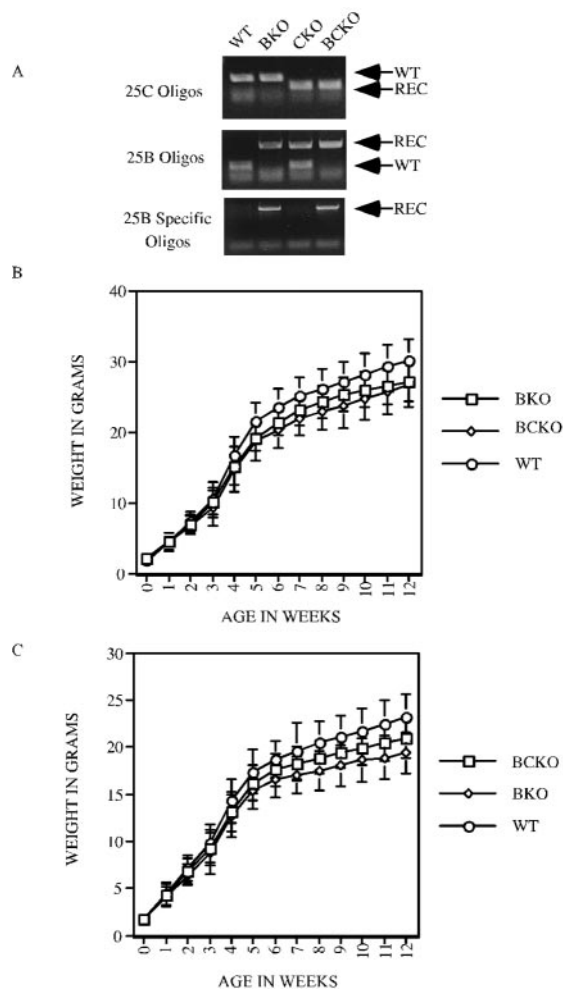 WT BKO CKO BCKO
A
25C Oligos
WT
REC
25B Oligos
REC
WT
25B Specific
Oligos
REC
B
40
30
20
10
0
WEIGHT IN GRAMS
0 1 2 3 4 5 6 7 8 9 10 11 12
AGE IN WEEKS
BKO
BCKO
WT
C
30
25
20
15
10
5
0
WEIGHT IN GRAMS
0 1 2 3 4 5 6 7 8 9 10 11 12
AGE IN WEEKS
BCKO
BKO
WT